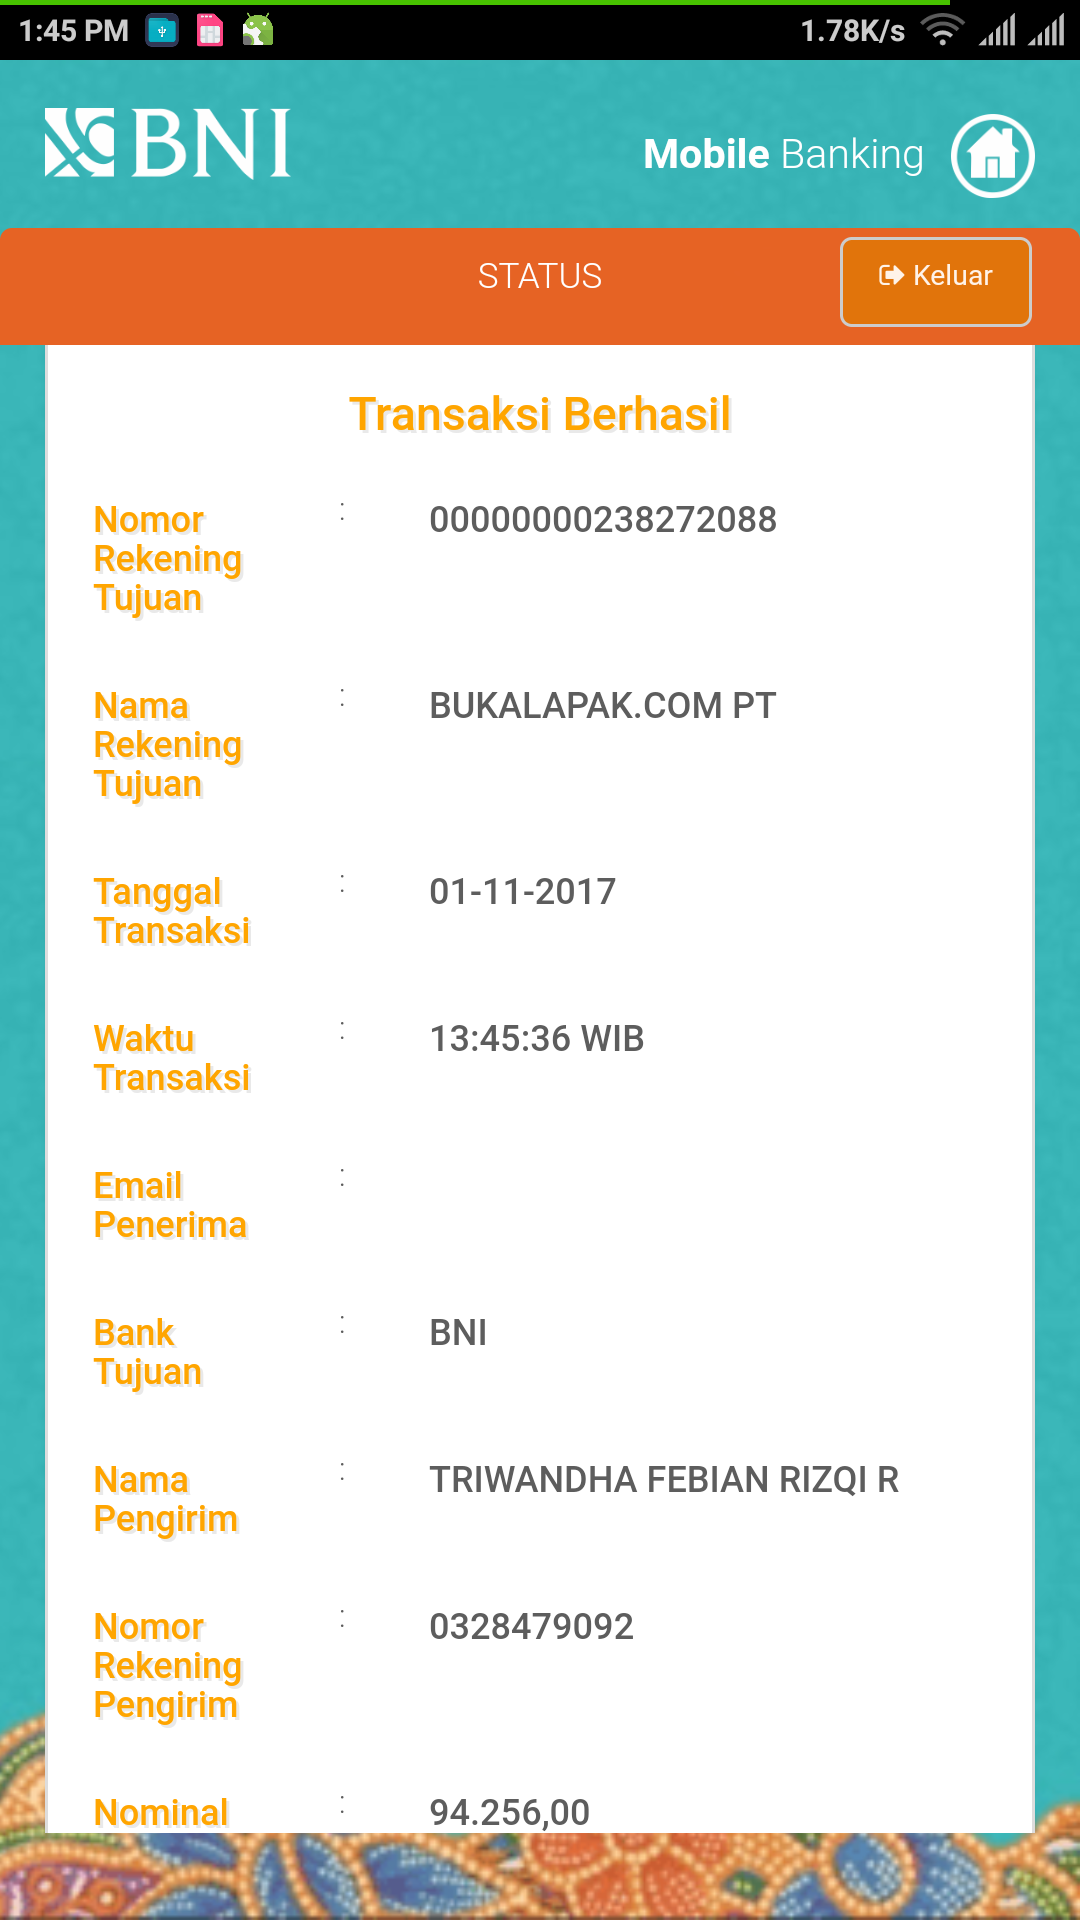 1:45 PM 1.78K/s
BNI
Mobile Banking
STATUS
Keluar
Transaksi Berhasil
Nomor : 00000000238272088
Rekening
Tujuan
Nama : BUKALAPAK.COM PT
Rekening
Tujuan
Tanggal : 01-11-2017
Transaksi
Waktu : 13:45:36 WIB
Transaksi
Email :
Penerima
Bank : BNI
Tujuan
Nama : TRIWANDHA FEBIAN RIZQI R
Pengirim
Nomor : 0328479092
Rekening
Pengirim
Nominal : 94.256,00